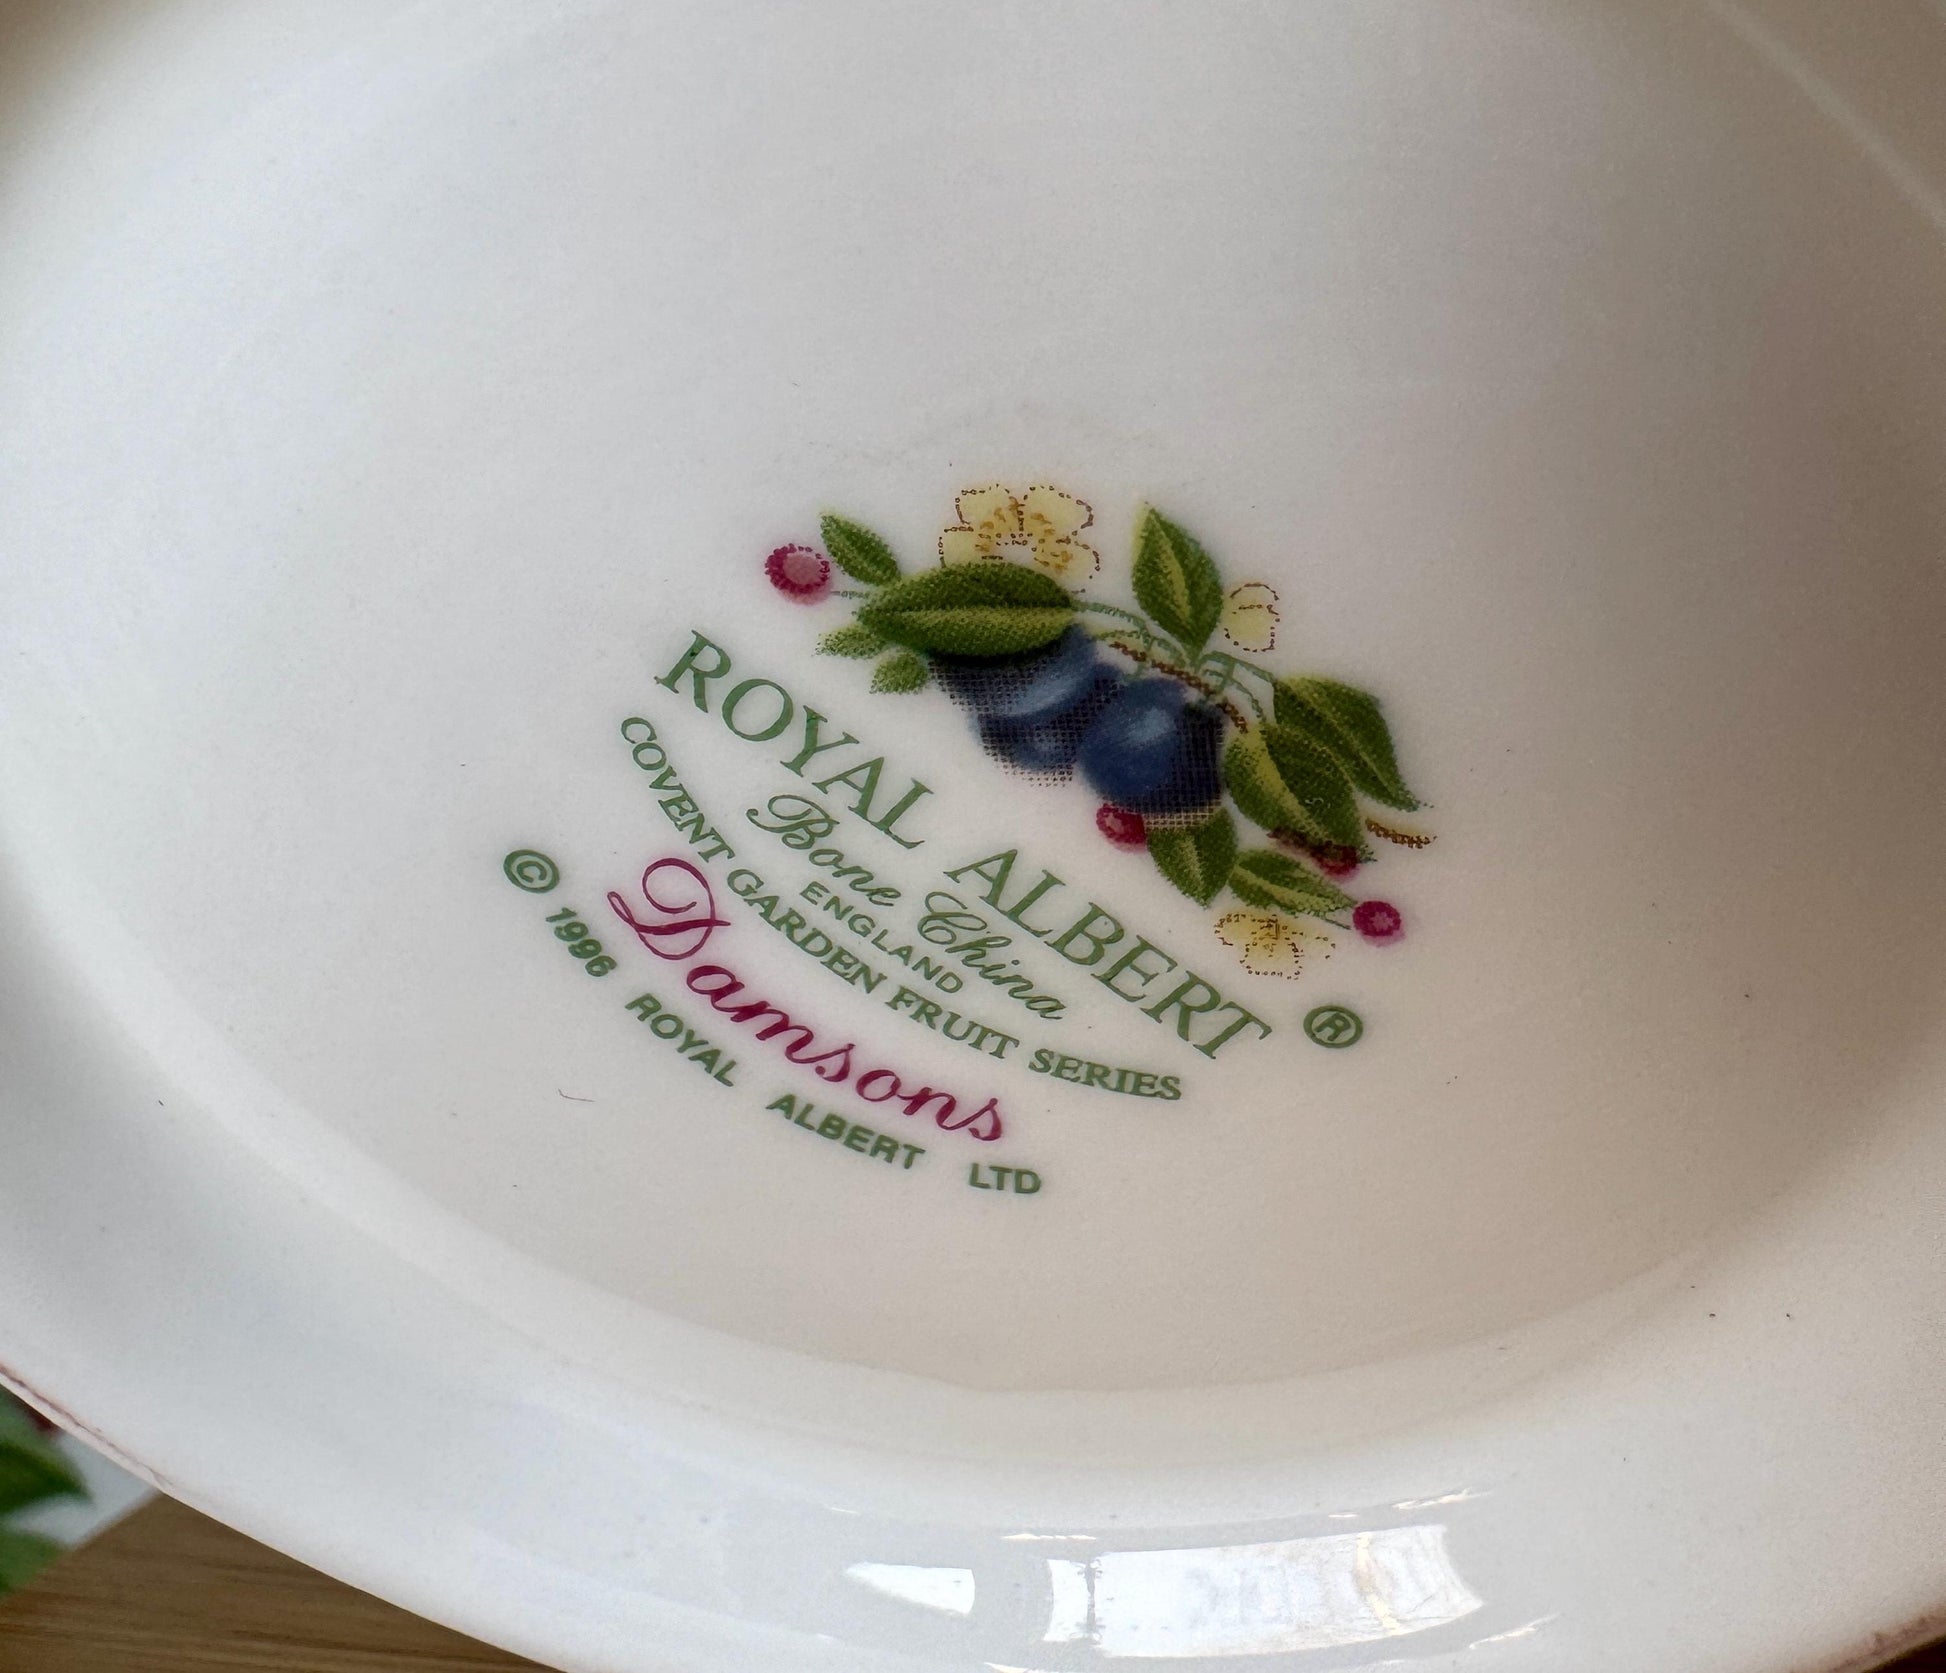 ROYAL ALBERT ®
Bone China
ENGLAND
COVENT GARDEN FRUIT SERIES
Damsons
© 1996 ROYAL ALBERT LTD